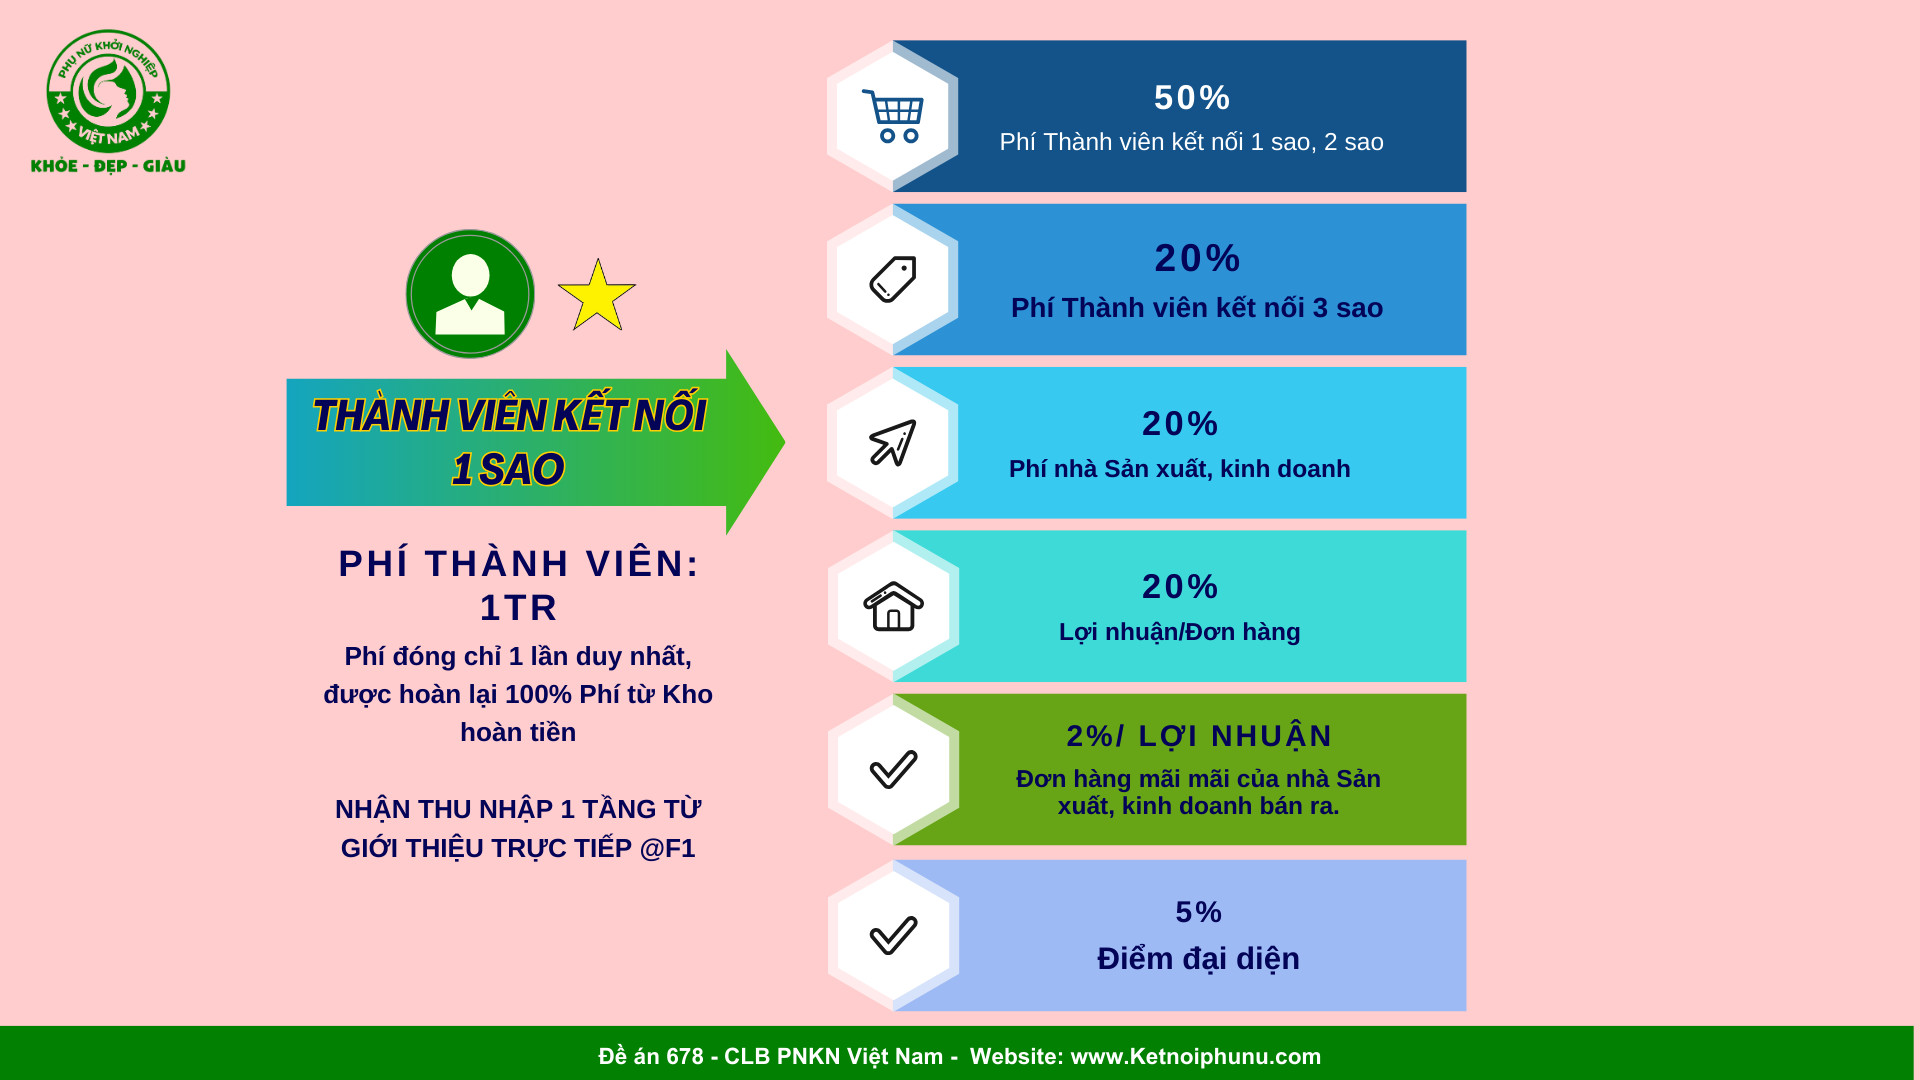 PHỤ NỮ KHỞI NGHIỆP
VIỆT NAM
KHỎE - ĐẸP - GIÀU
THÀNH VIÊN KẾT NỐI
1 SAO
PHÍ THÀNH VIÊN:
1TR
Phí đóng chỉ 1 lần duy nhất,
được hoàn lại 100% Phí từ Kho
hoàn tiền
NHẬN THU NHẬP 1 TẦNG TỪ
GIỚI THIỆU TRỰC TIẾP @F1
50%
Phí Thành viên kết nối 1 sao, 2 sao
20%
Phí Thành viên kết nối 3 sao
20%
Phí nhà Sản xuất, kinh doanh
20%
Lợi nhuận/Đơn hàng
2%/ LỢI NHUẬN
Đơn hàng mãi mãi của nhà Sản
xuất, kinh doanh bán ra.
5%
Điểm đại diện
Đề án 678 - CLB PNKN Việt Nam - Website: www.Ketnoiphunu.com